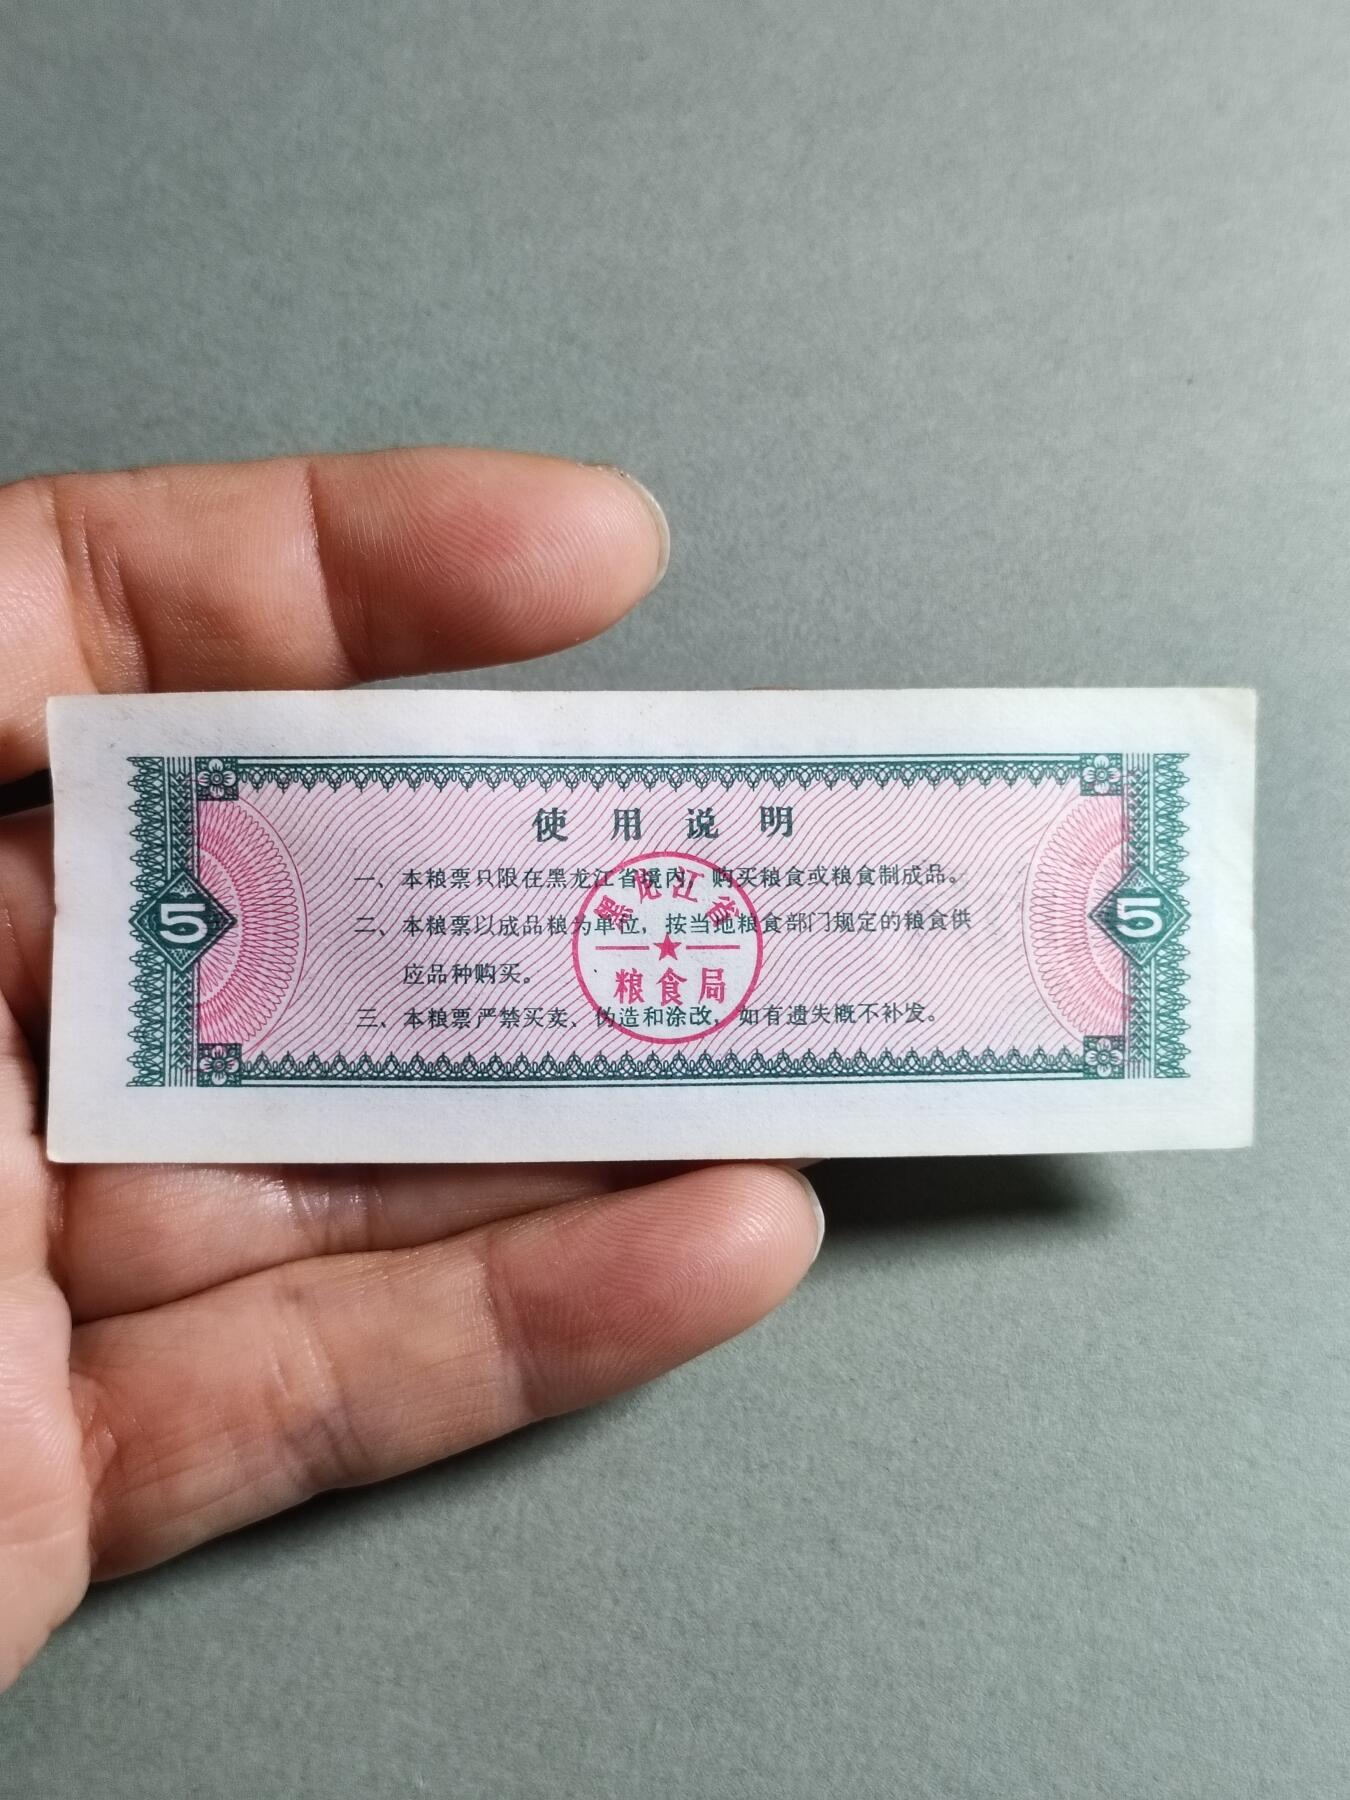 使用说明
一、本粮票只限在黑龙江省境内，购买粮食或粮食制成品。
二、本粮票以成品粮为单位，按当地粮食部门规定的粮食供
应品种购买。
三、本粮票严禁买卖、伪造和涂改，如有遗失概不补发。
黑龙江省
粮食局
5
5